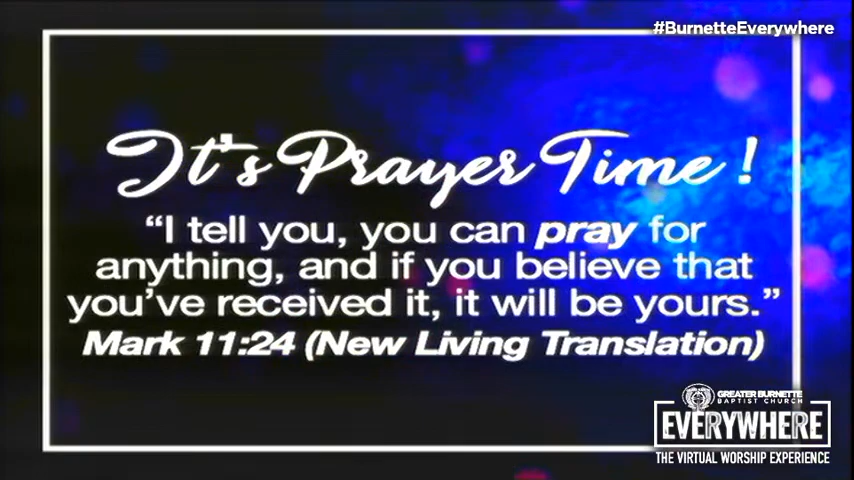 #BurnetteEverywhere
It's Prayer Time!
“I tell you, you can pray for
anything, and if you believe that
you’ve received it, it will be yours.”
Mark 11:24 (New Living Translation)
GREATER BURNETTE
BAPTIST CHURCH
EVERYWHERE
THE VIRTUAL WORSHIP EXPERIENCE